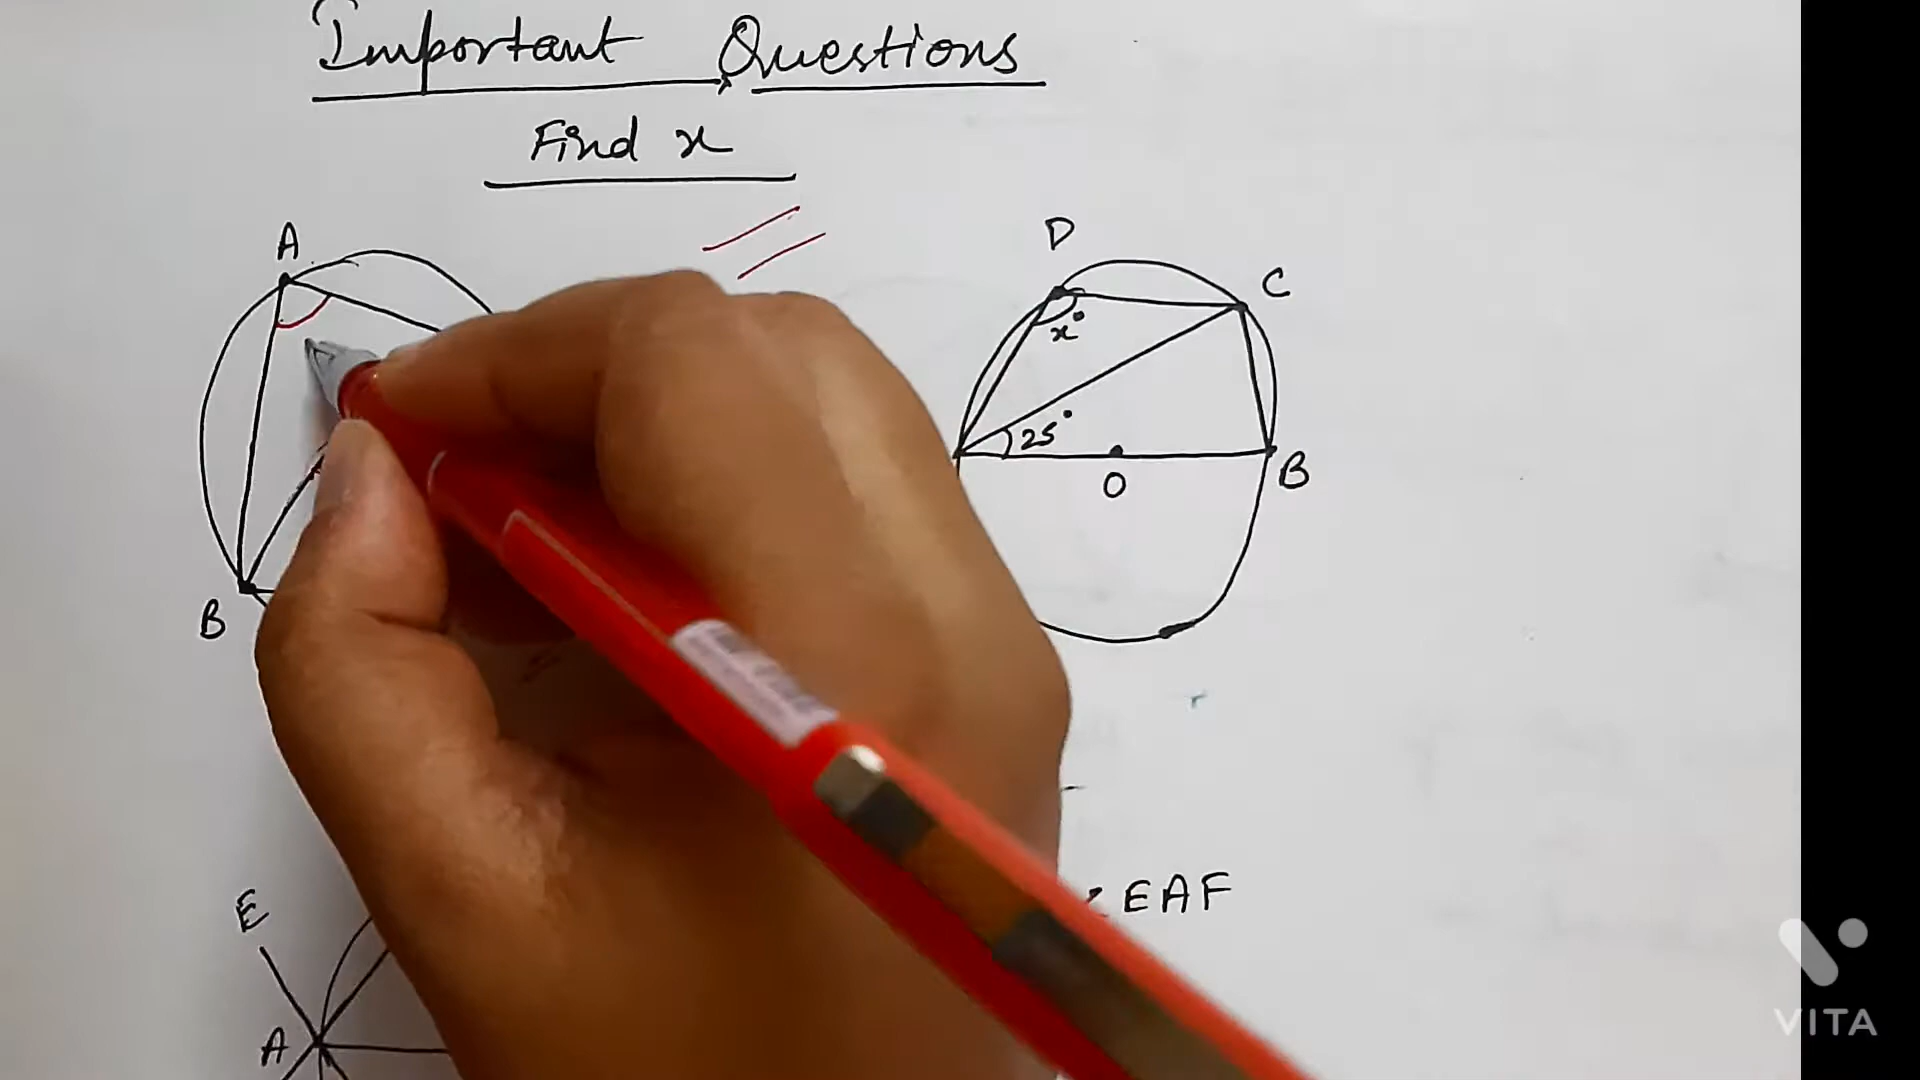 Important Questions
Find x
A
B
D
C
x°
25°
O
B
E
A
EAF
VITA